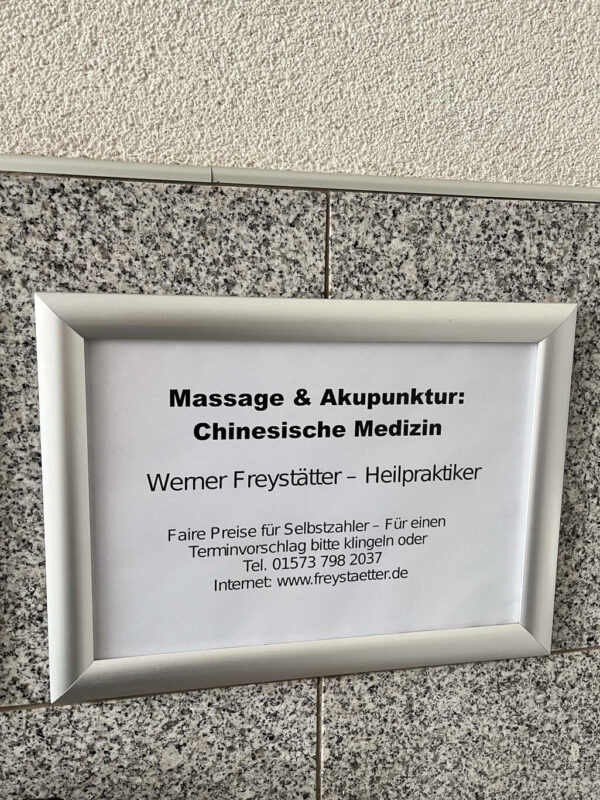 Massage & Akupunktur:
Chinesische Medizin
Werner Freystätter – Heilpraktiker
Faire Preise für Selbstzahler – Für einen
Terminvorschlag bitte klingeln oder
Tel. 01573 798 2037
Internet: www.freystaetter.de